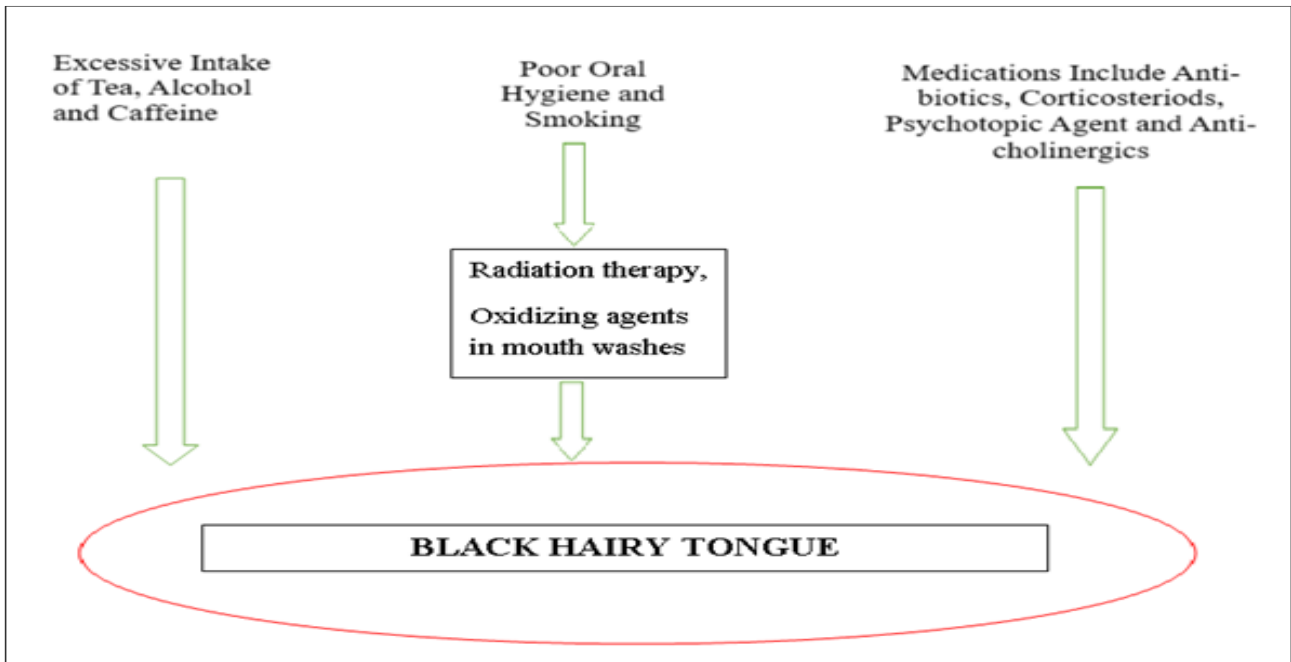 Excessive Intake
of Tea, Alcohol
and Caffeine
Poor Oral
Hygiene and
Smoking
Medications Include Anti-
biotics, Corticosteriods,
Psychotopic Agent and Anti-
cholinergics
Radiation therapy,
Oxidizing agents
in mouth washes
BLACK HAIRY TONGUE